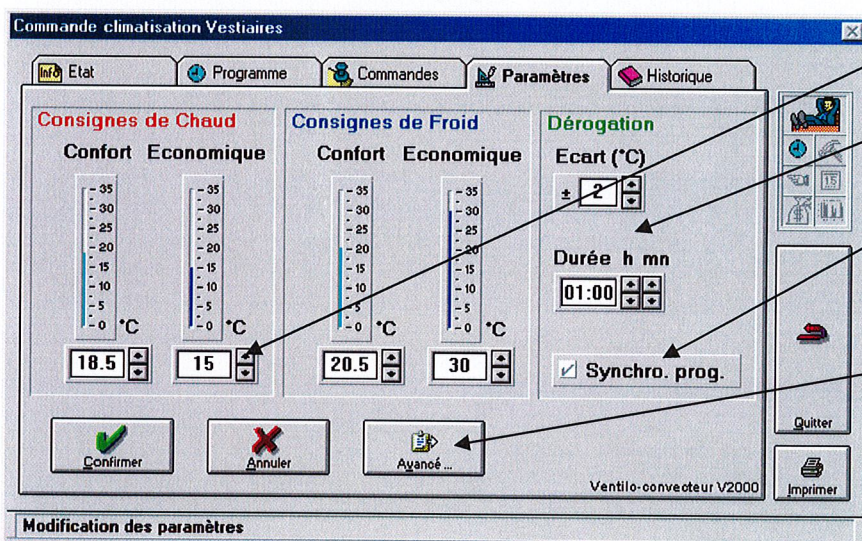 Commande climatisation Vestiaires
Info Etat
Programme
Commandes
Paramètres
Historique
Consignes de Chaud
Confort Economique
35 35
30 30
25 25
20 20
15 15
10 10
5 5
0 °C 0 °C
18.5 15
Consignes de Froid
Confort Economique
35 35
30 30
25 25
20 20
15 15
10 10
5 5
0 °C 0 °C
20.5 30
Dérogation
Ecart (°C)
± 2
Durée h mn
01:00
Synchro. prog.
15
$
Confirmer
Annuler
Avancé ...
Ventilo-convecteur V2000
Quitter
Imprimer
Modification des paramètres